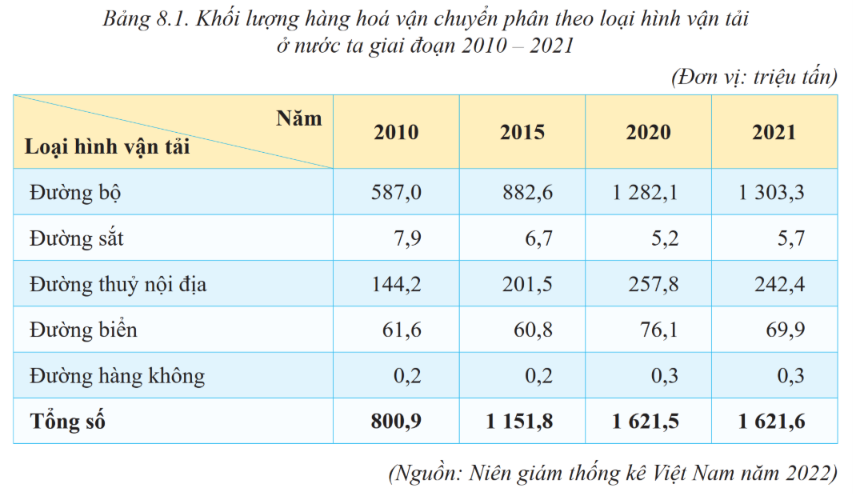 Bảng 8.1. Khối lượng hàng hoá vận chuyển phân theo loại hình vận tải
ở nước ta giai đoạn 2010 – 2021
(Đơn vị: triệu tấn)
Năm
Loại hình vận tải 2010 2015 2020 2021
Đường bộ 587,0 882,6 1 282,1 1 303,3
Đường sắt 7,9 6,7 5,2 5,7
Đường thuỷ nội địa 144,2 201,5 257,8 242,4
Đường biển 61,6 60,8 76,1 69,9
Đường hàng không 0,2 0,2 0,3 0,3
Tổng số 800,9 1 151,8 1 621,5 1 621,6
(Nguồn: Niên giám thống kê Việt Nam năm 2022)